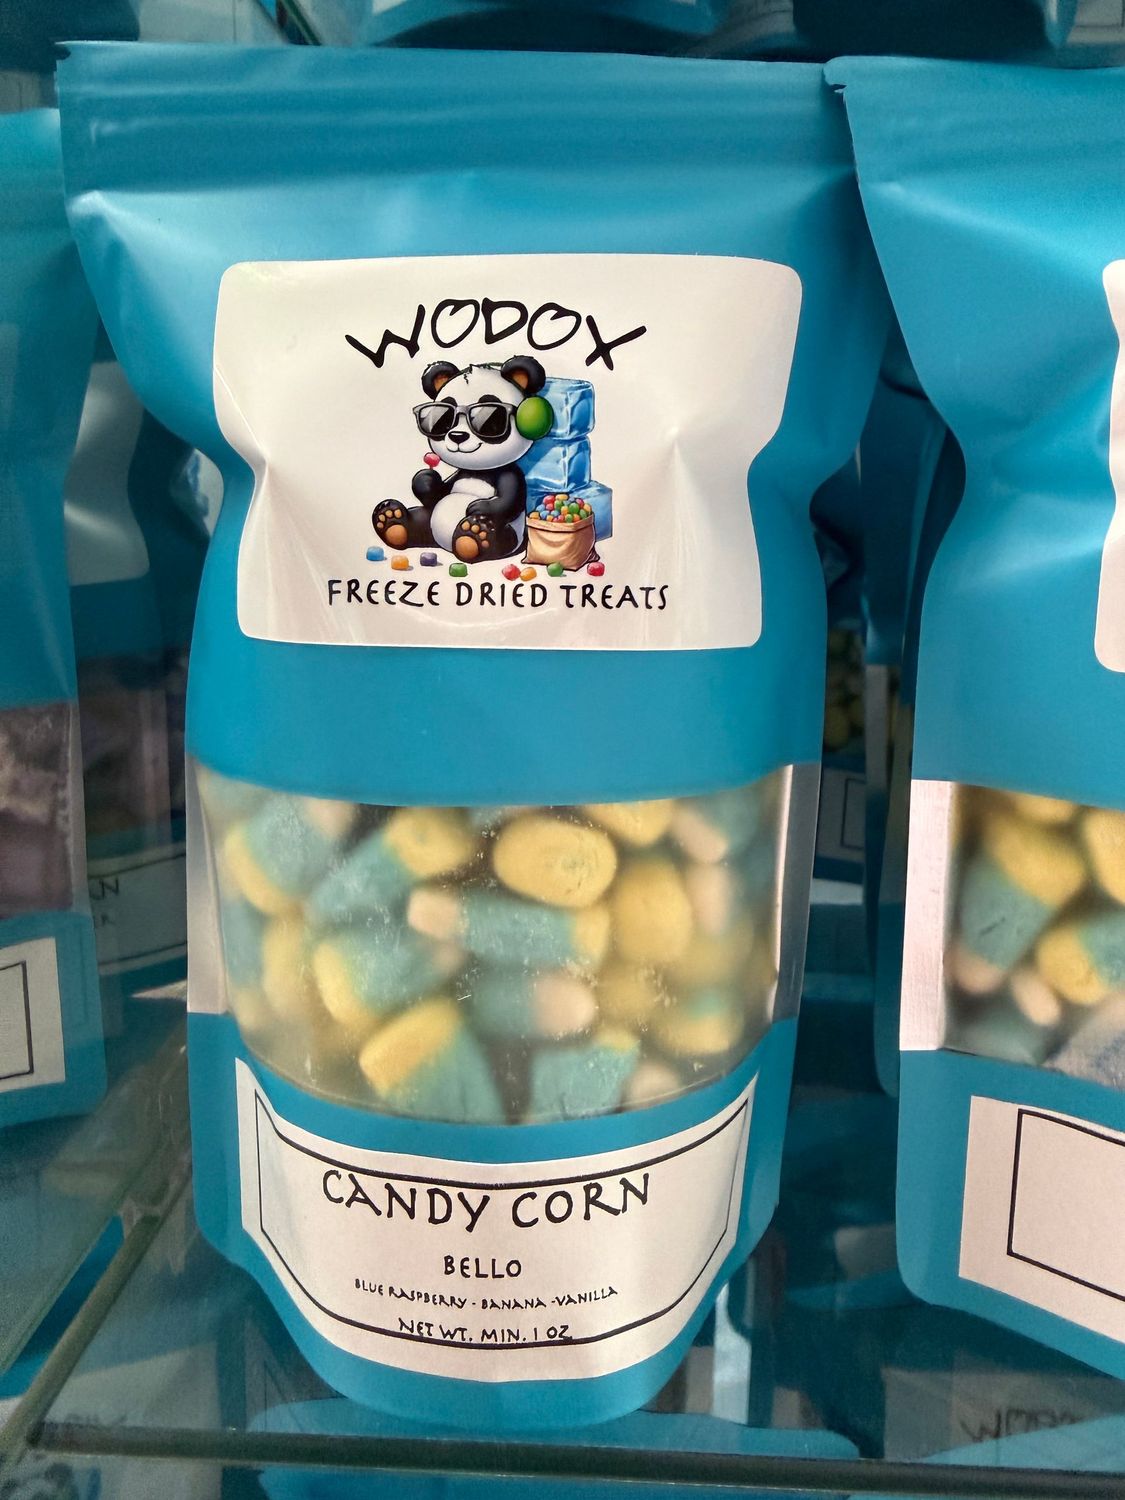 WODOX
FREEZE DRIED TREATS
CANDY CORN
BELLO
BLUE RASPBERRY - BANANA -VANILLA
NET WT. MIN. 1 OZ